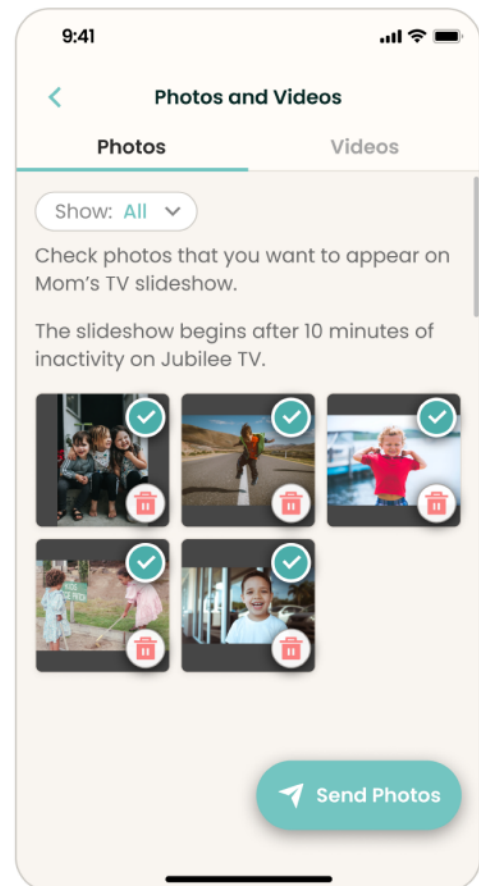 9:41
Photos and Videos
Photos
Videos
Show: All
Check photos that you want to appear on
Mom’s TV slideshow.
The slideshow begins after 10 minutes of
inactivity on Jubilee TV.
KIDS
Send Photos